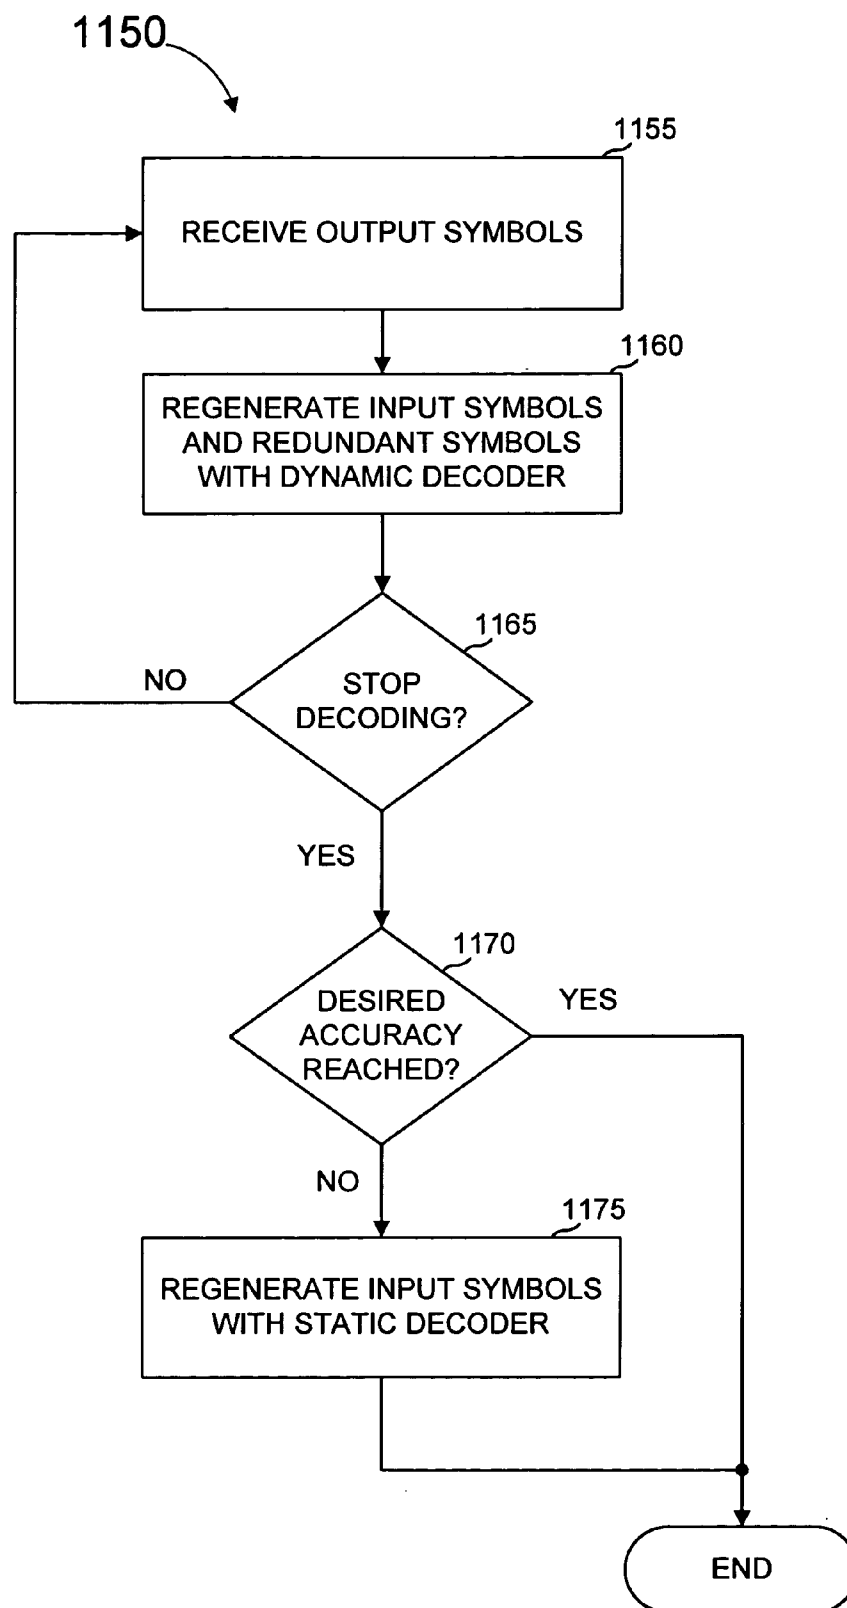 1150
1155
RECEIVE OUTPUT SYMBOLS
1160
REGENERATE INPUT SYMBOLS
AND REDUNDANT SYMBOLS
WITH DYNAMIC DECODER
1165
STOP
DECODING?
NO
YES
1170
DESIRED
ACCURACY
REACHED?
YES
NO
1175
REGENERATE INPUT SYMBOLS
WITH STATIC DECODER
END